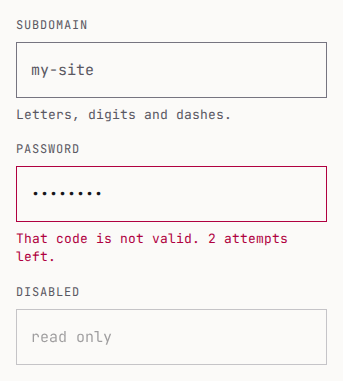 SUBDOMAIN
my-site
Letters, digits and dashes.
PASSWORD
••••••••
That code is not valid. 2 attempts
left.
DISABLED
read only